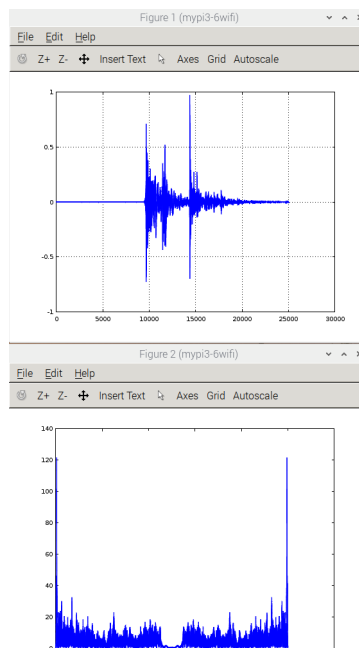 Figure 1 (mypi3-6wifi)
File Edit Help
Z+ Z- Insert Text Axes Grid Autoscale
1
0.5
0
-0.5
-1
0 5000 10000 15000 20000 25000 30000
Figure 2 (mypi3-6wifi)
File Edit Help
Z+ Z- Insert Text Axes Grid Autoscale
140
120
100
80
60
40
20
0